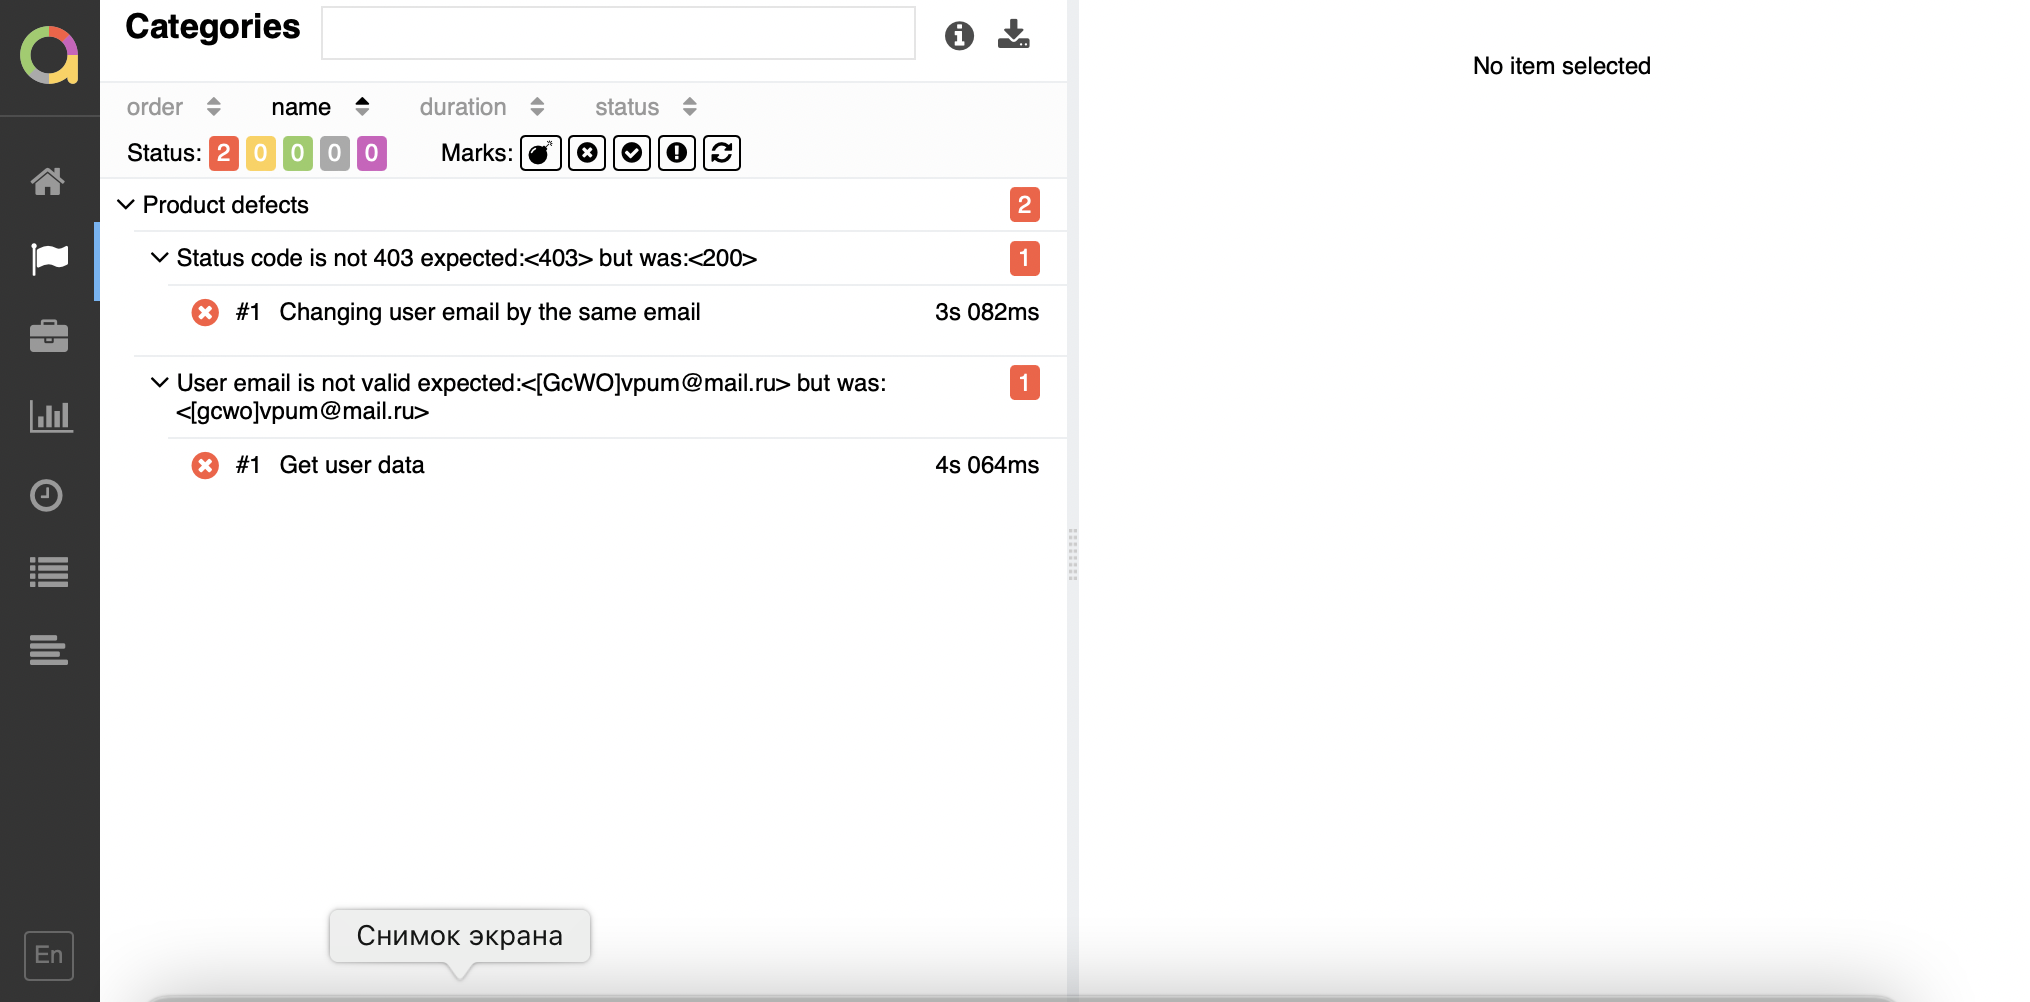 Categories
No item selected
order name duration status
Status: 2 0 0 0 0 Marks:
Product defects 2
Status code is not 403 expected:<403> but was:<200> 1
#1 Changing user email by the same email 3s 082ms
User email is not valid expected:<[GcWO]vpum@mail.ru> but was: 1
<[gcwo]vpum@mail.ru>
#1 Get user data 4s 064ms
Снимок экрана
En